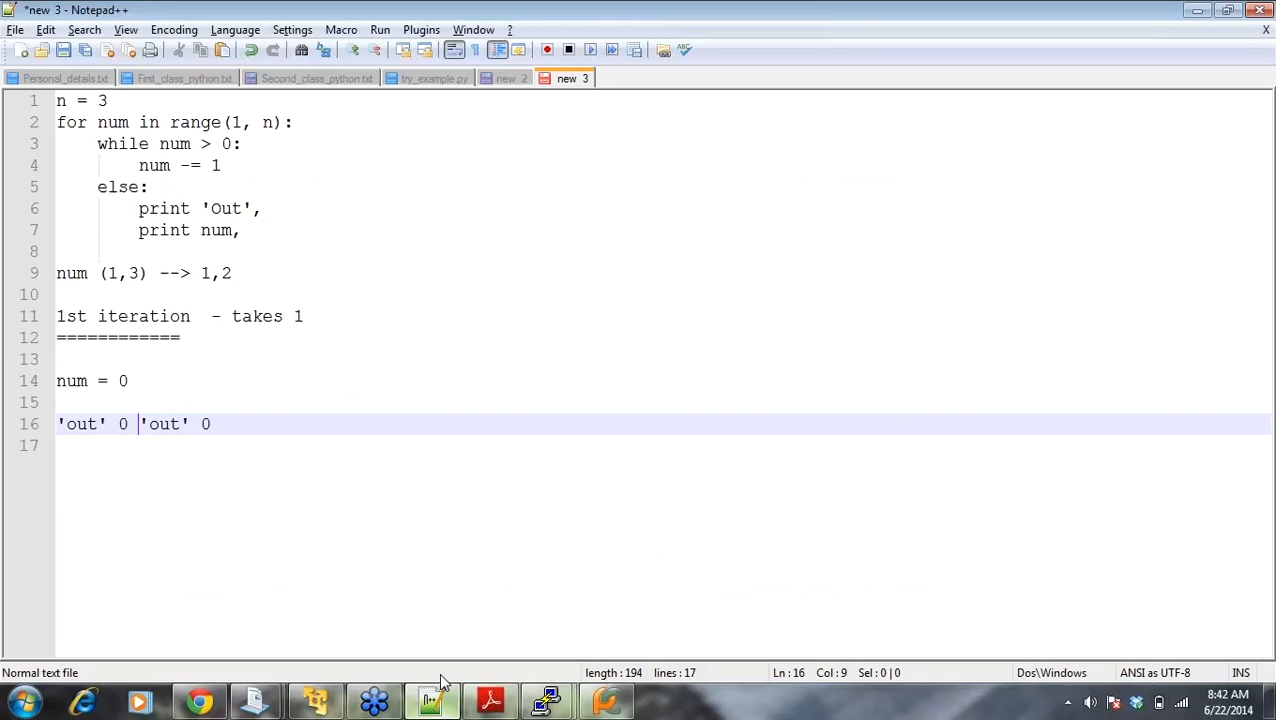 *new 3 - Notepad++
File Edit Search View Encoding Language Settings Macro Run Plugins Window ? X
Personal_details.txt First_class_python.txt Second_class_python.txt try_example.py new 2 new 3
1 n = 3
2 for num in range(1, n):
3 while num > 0:
4 num -= 1
5 else:
6 print 'Out',
7 print num,
8
9 num (1,3) --> 1,2
10
11 1st iteration - takes 1
12 ============
13
14 num = 0
15
16 'out' 0 'out' 0
17
Normal text file length : 194 lines : 17 Ln : 16 Col : 9 Sel : 0 | 0 Dos\Windows ANSI as UTF-8 INS
8:42 AM
6/22/2014